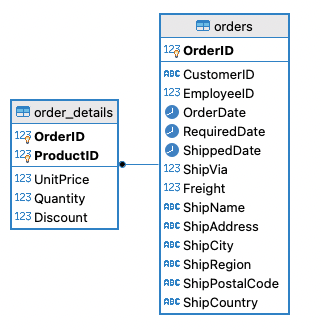 order_details
123 OrderID
123 ProductID
123 UnitPrice
123 Quantity
123 Discount
orders
123 OrderID
ABC CustomerID
123 EmployeeID
OrderDate
RequiredDate
ShippedDate
123 ShipVia
123 Freight
ABC ShipName
ABC ShipAddress
ABC ShipCity
ABC ShipRegion
ABC ShipPostalCode
ABC ShipCountry